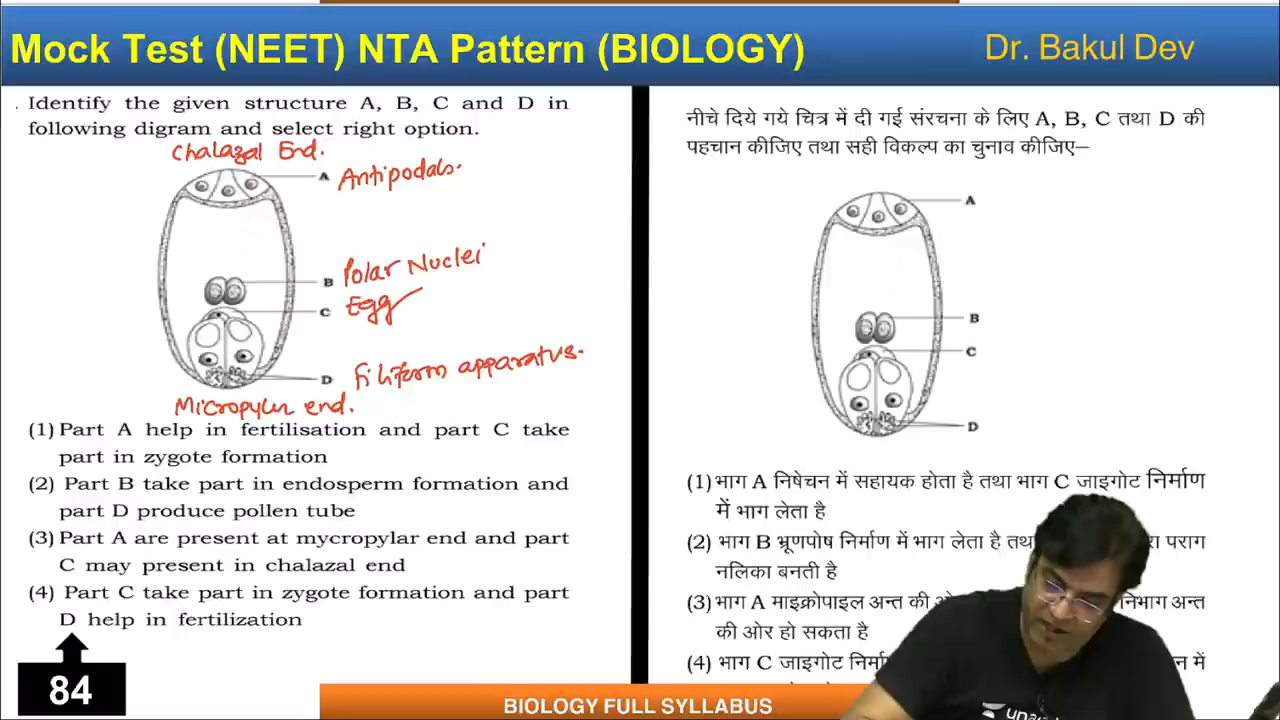 Mock Test (NEET) NTA Pattern (BIOLOGY)
Dr. Bakul Dev
Identify the given structure A, B, C and D in
following digram and select right option.
Chalazal End.
A Antipodals.
B Polar Nuclei
C Egg
D filiform apparatus.
Micropylar end.
(1) Part A help in fertilisation and part C take
part in zygote formation
(2) Part B take part in endosperm formation and
part D produce pollen tube
(3) Part A are present at mycropylar end and part
C may present in chalazal end
(4) Part C take part in zygote formation and part
D help in fertilization
84
नीचे दिये गये चित्र में दी गई संरचना के लिए A, B, C तथा D की
पहचान कीजिए तथा सही विकल्प का चुनाव कीजिए–
A
B
C
D
(1) भाग A निषेचन में सहायक होता है तथा भाग C जाइगोट निर्माण
में भाग लेता है
(2) भाग B भ्रूणपोष निर्माण में भाग लेता है पराग
नलिका बनती है
(3) भाग A माइक्रोपाइल अन्त की अन्त
की ओर हो सकता है
(4) भाग C जाइगोट में
BIOLOGY FULL SYLLABUS